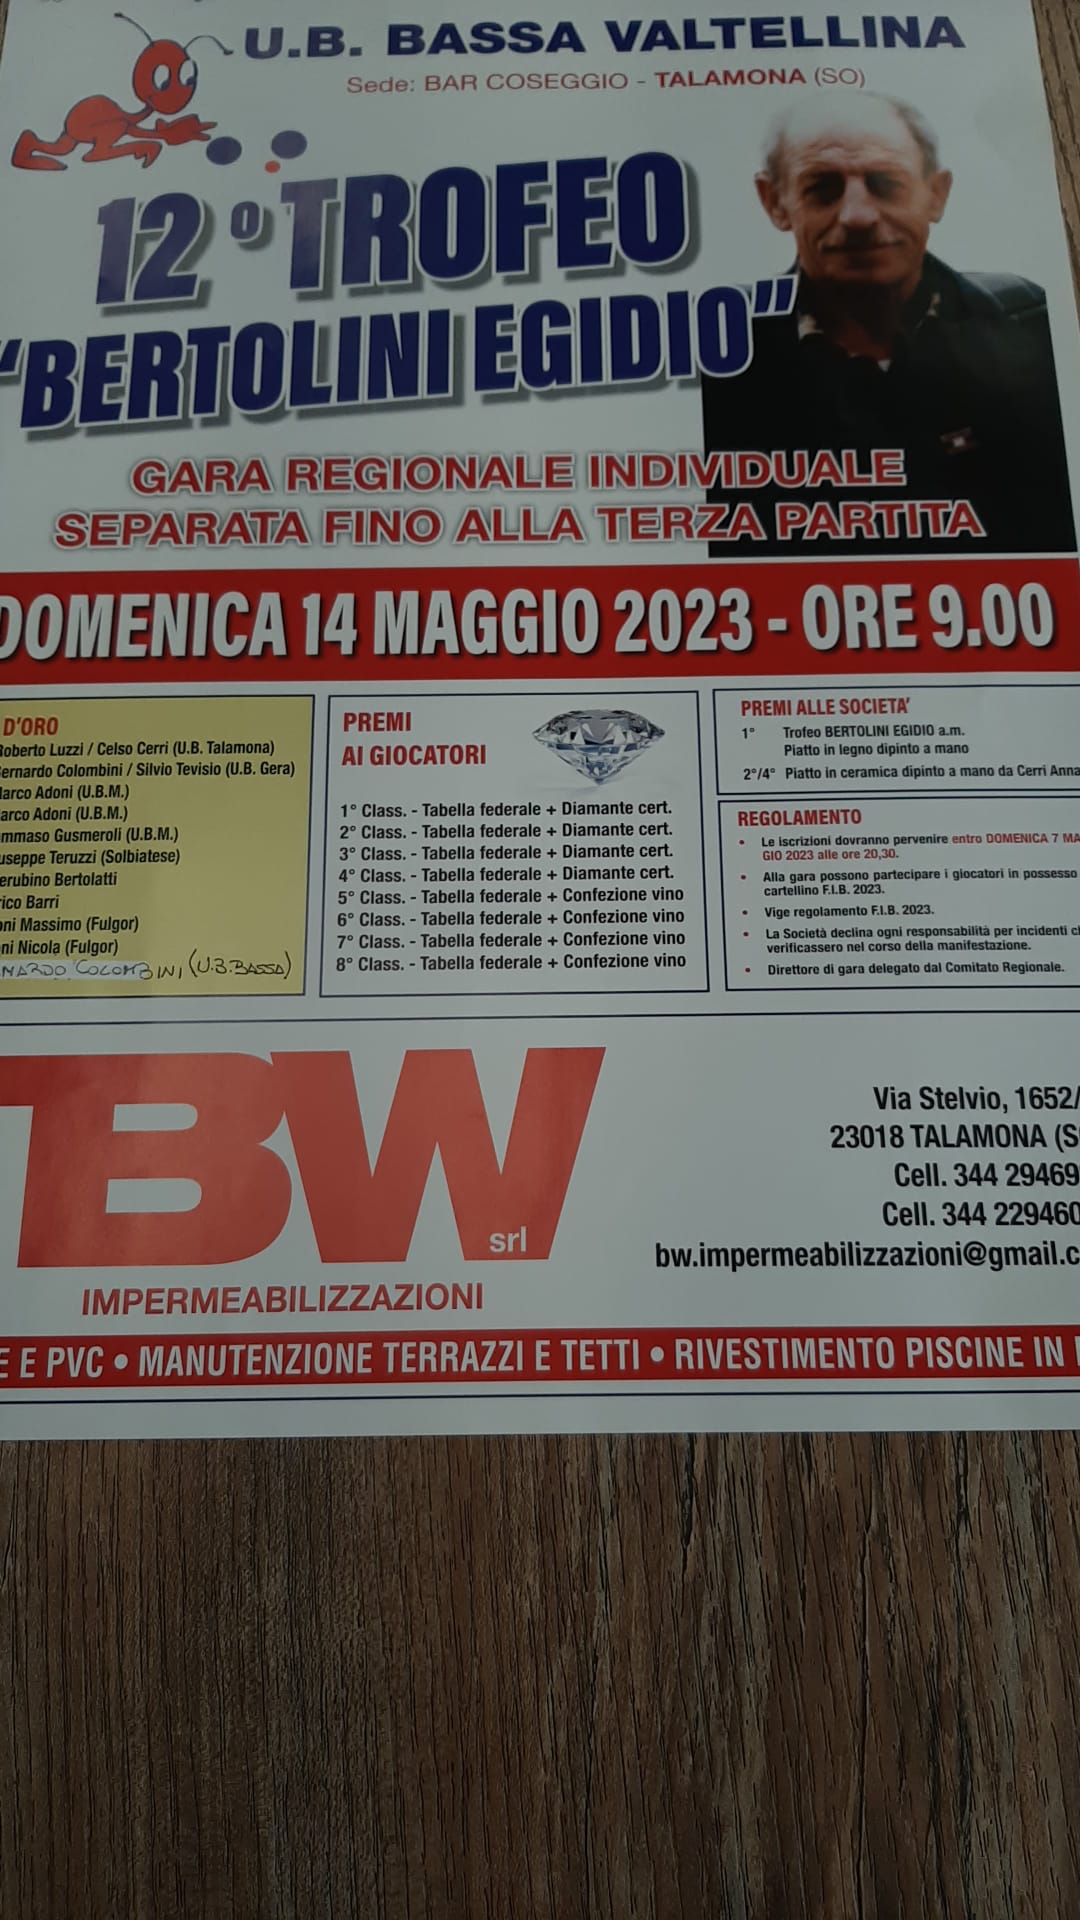 U.B. BASSA VALTELLINA
Sede: BAR COSEGGIO - TALAMONA (SO)
12° TROFEO
"BERTOLINI EGIDIO"
GARA REGIONALE INDIVIDUALE
SEPARATA FINO ALLA TERZA PARTITA
DOMENICA 14 MAGGIO 2023 - ORE 9.00
D'ORO
Roberto Luzzi / Celso Cerri (U.B. Talamona)
Bernardo Colombini / Silvio Tevisio (U.B. Gera)
Marco Adoni (U.B.M.)
Marco Adoni (U.B.M.)
mmaso Gusmeroli (U.B.M.)
useppe Teruzzi (Solbiatese)
erubino Bertolatti
rico Barri
oni Massimo (Fulgor)
ni Nicola (Fulgor)
NARDO COLOMBINI (U.B. BASSA)
PREMI
AI GIOCATORI
1° Class. - Tabella federale + Diamante cert.
2° Class. - Tabella federale + Diamante cert.
3° Class. - Tabella federale + Diamante cert.
4° Class. - Tabella federale + Diamante cert.
5° Class. - Tabella federale + Confezione vino
6° Class. - Tabella federale + Confezione vino
7° Class. - Tabella federale + Confezione vino
8° Class. - Tabella federale + Confezione vino
PREMI ALLE SOCIETA'
1° Trofeo BERTOLINI EGIDIO a.m.
Piatto in legno dipinto a mano
2°/4° Piatto in ceramica dipinto a mano da Cerri Anna
REGOLAMENTO
• Le iscrizioni dovranno pervenire entro DOMENICA 7 MA
GIO 2023 alle ore 20,30.
• Alla gara possono partecipare i giocatori in possesso
cartellino F.I.B. 2023.
• Vige regolamento F.I.B. 2023.
• La Società declina ogni responsabilità per incidenti c
verificassero nel corso della manifestazione.
• Direttore di gara delegato dal Comitato Regionale.
BW srl
IMPERMEABILIZZAZIONI
Via Stelvio, 1652/
23018 TALAMONA (S
Cell. 344 29469
Cell. 344 229460
bw.impermeabilizzazioni@gmail.c
E E PVC • MANUTENZIONE TERRAZZI E TETTI • RIVESTIMENTO PISCINE IN